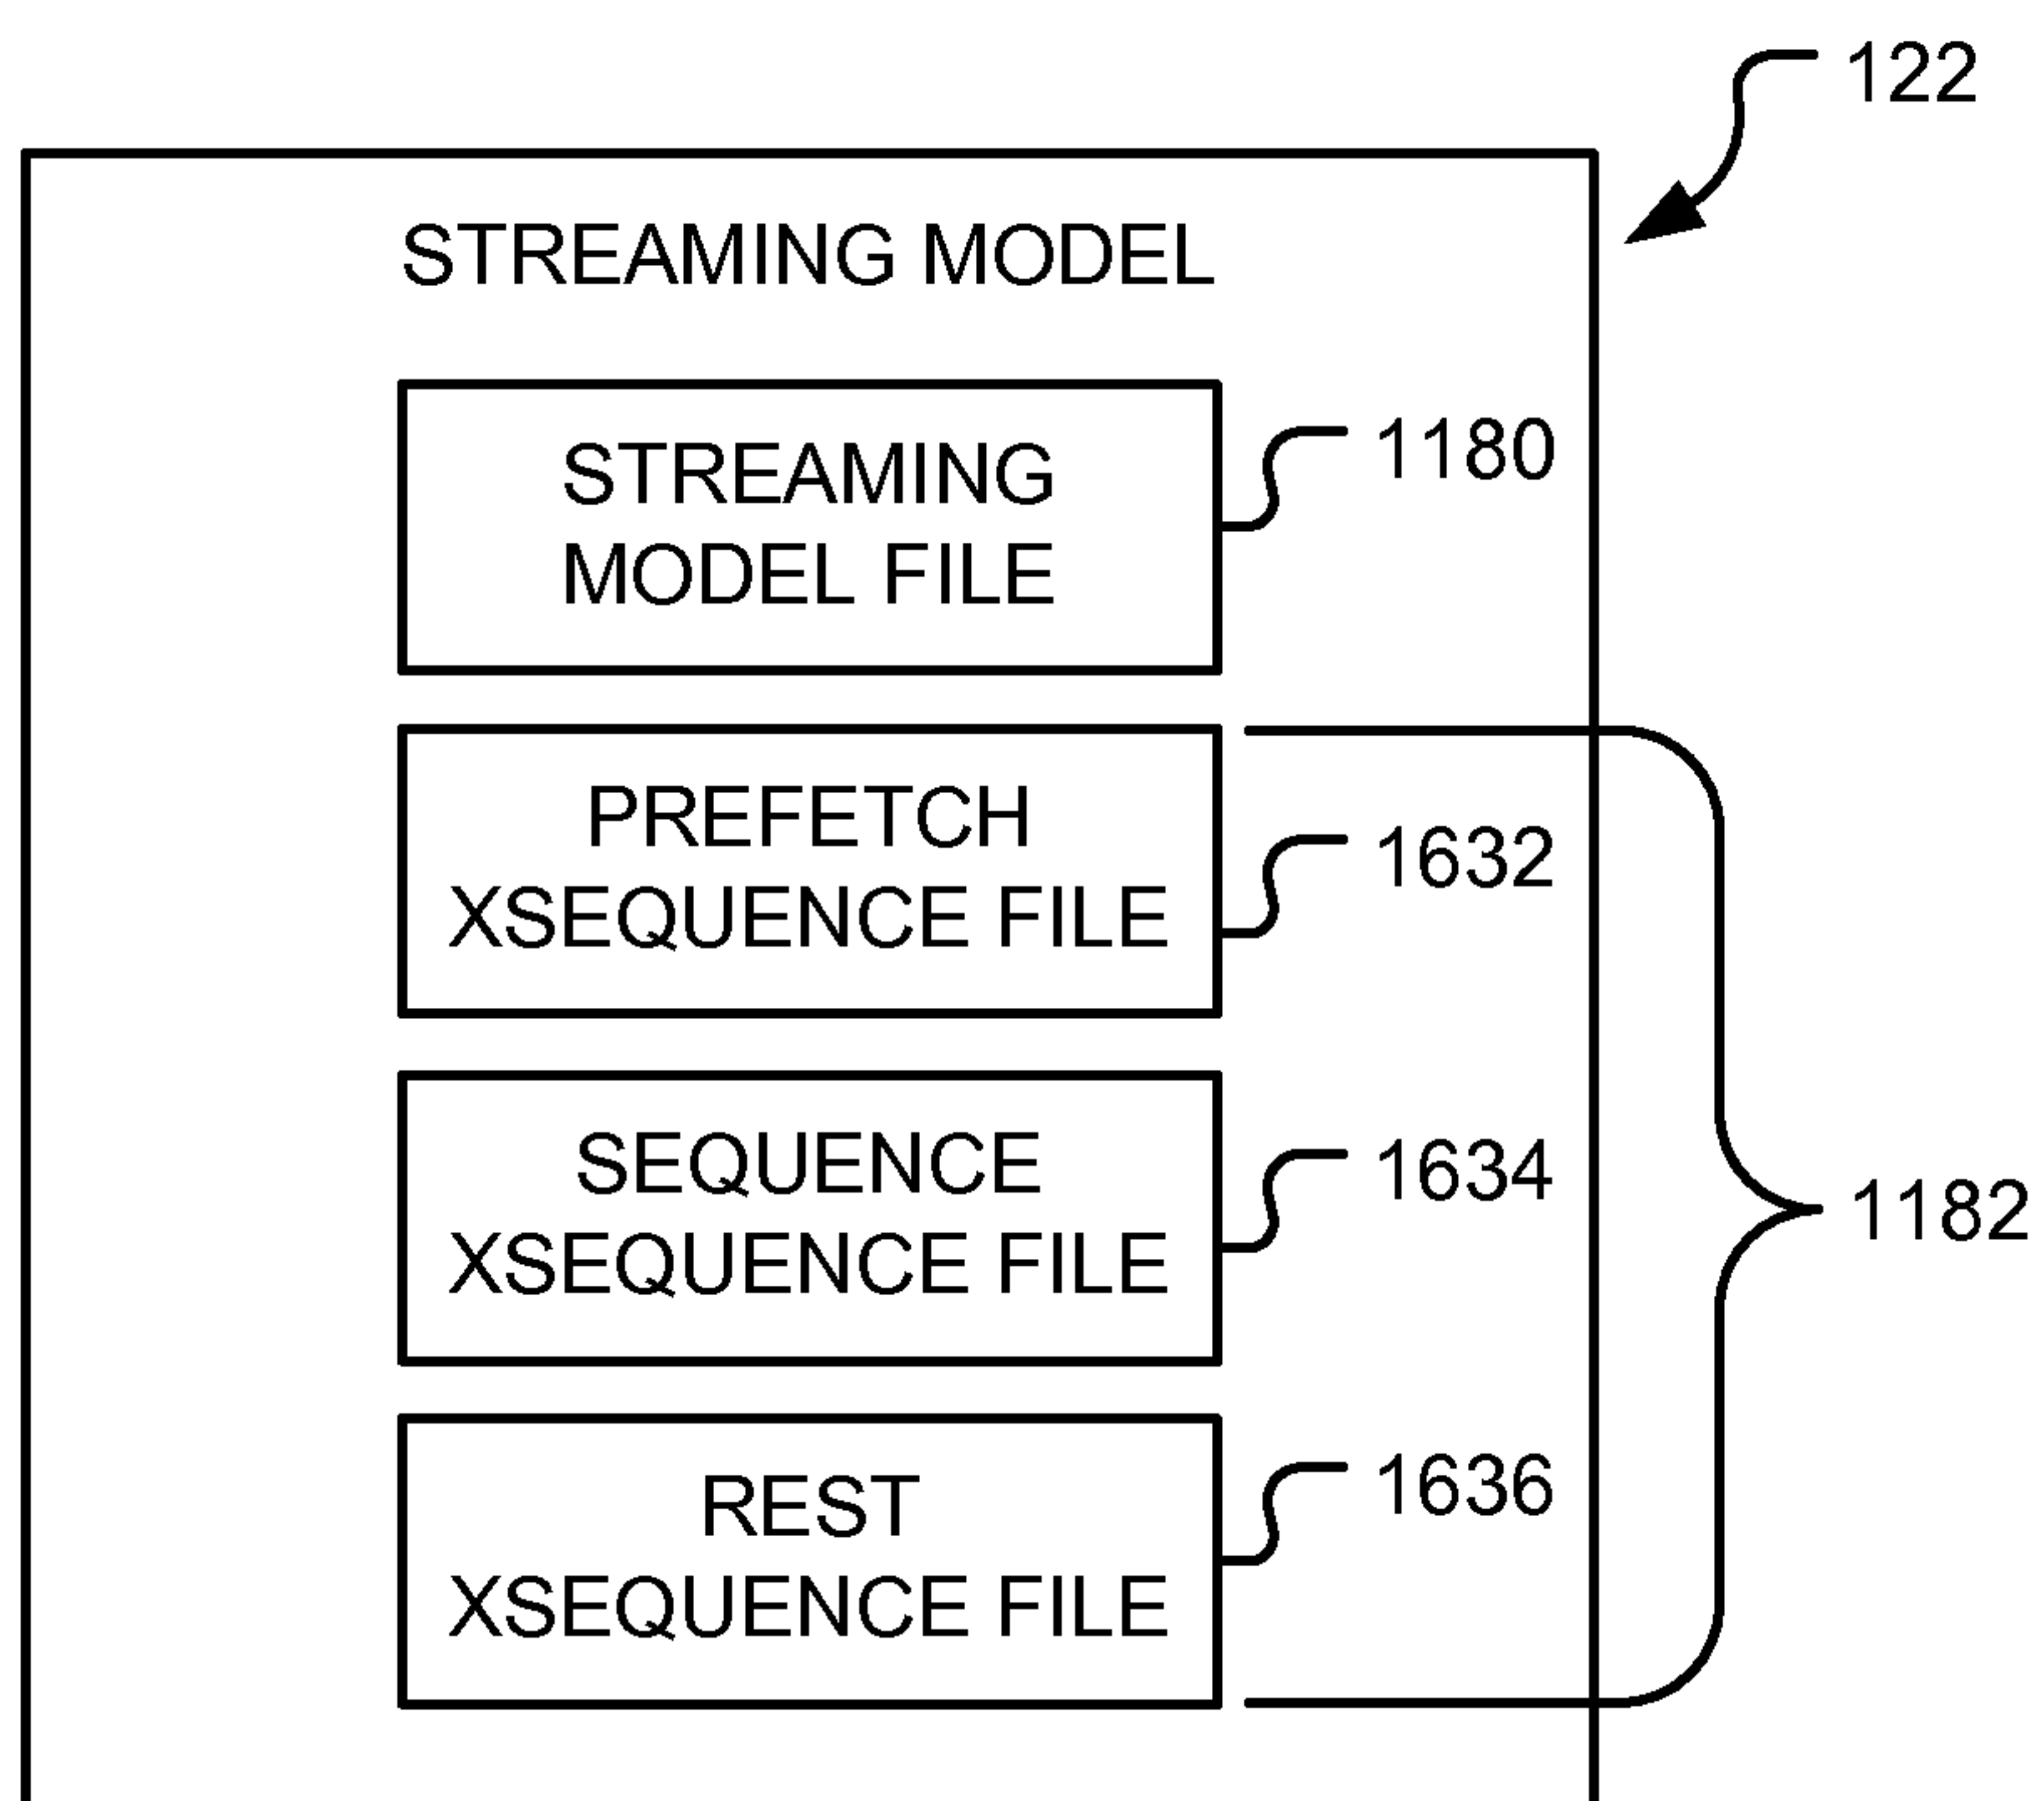 122
STREAMING MODEL
STREAMING
MODEL FILE
1180
PREFETCH
XSEQUENCE FILE
1632
SEQUENCE
XSEQUENCE FILE
1634
1182
REST
XSEQUENCE FILE
1636